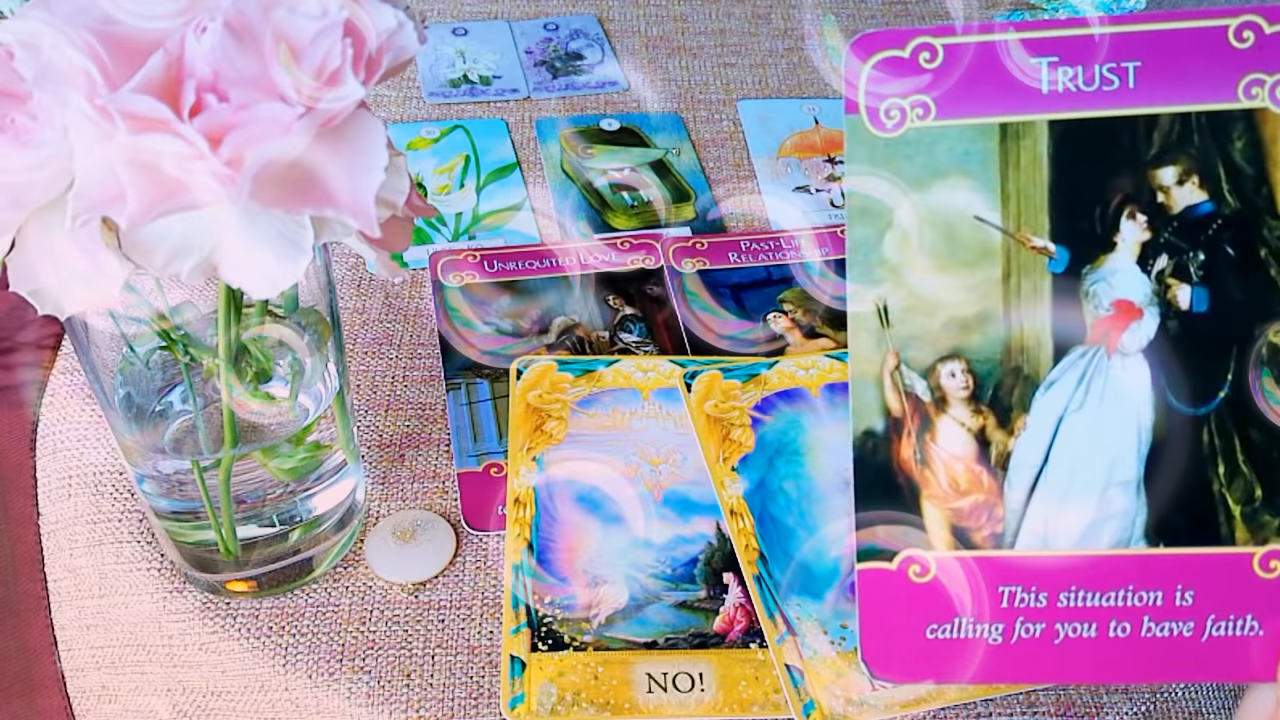 TRUST
UNREQUITED LOVE
PAST-LIFE
RELATIONSHIP
This situation is
calling for you to have faith.
NO!